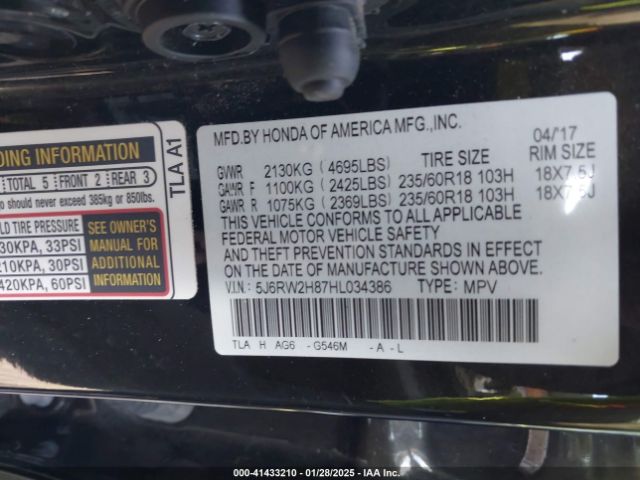 DING INFORMATION
TOTAL 5 FRONT 2 REAR 3
o should never exceed 385kg or 850lbs.
LD TIRE PRESSURE
30KPA, 33PSI
210KPA, 30PSI
420KPA, 60PSI
SEE OWNER'S
MANUAL FOR
ADDITIONAL
INFORMATION
TLA A1
MFD.BY HONDA OF AMERICA MFG.,INC. 04/17
GVWR 2130KG (4695LBS) TIRE SIZE RIM SIZE
GAWR F 1100KG (2425LBS) 235/60R18 103H 18X7.5J
GAWR R 1075KG (2369LBS) 235/60R18 103H 18X7.5J
THIS VEHICLE CONFORMS TO ALL APPLICABLE
FEDERAL MOTOR VEHICLE SAFETY
AND THEFT PREVENTION STANDARDS IN EFFECT
ON THE DATE OF MANUFACTURE SHOWN ABOVE.
V.I.N.: 5J6RW2H87HL034386 TYPE: MPV
TLA H AG6 - G546M - A - L
000-41433210 - 01/28/2025 - IAA Inc.